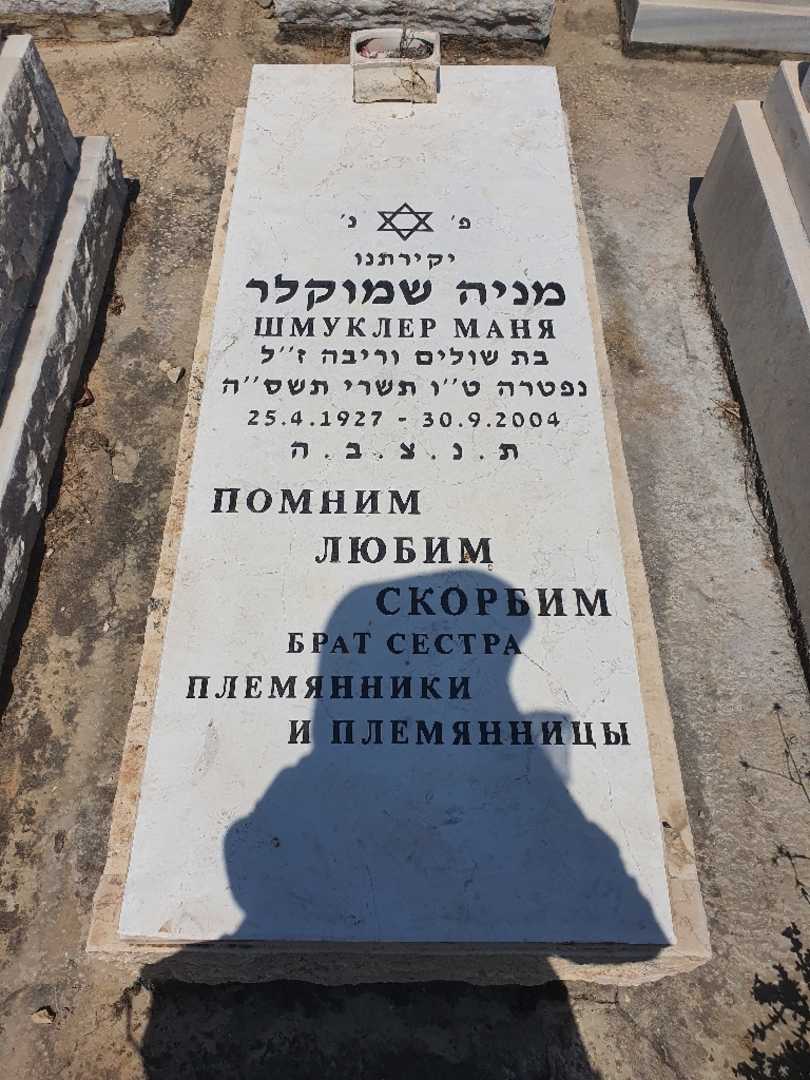 פ׳ נ׳
יקירתנו
מניה שמוקלר
ШМУКЛЕР МАНЯ
בת שולים וריבה ז״ל
נפטרה ט״ו תשרי תשס״ה
25.4.1927 - 30.9.2004
ת.נ.צ.ב.ה
ПОМНИМ
ЛЮБИМ
СКОРБИМ
БРАТ СЕСТРА
ПЛЕМЯННИКИ
И ПЛЕМЯННИЦЫ